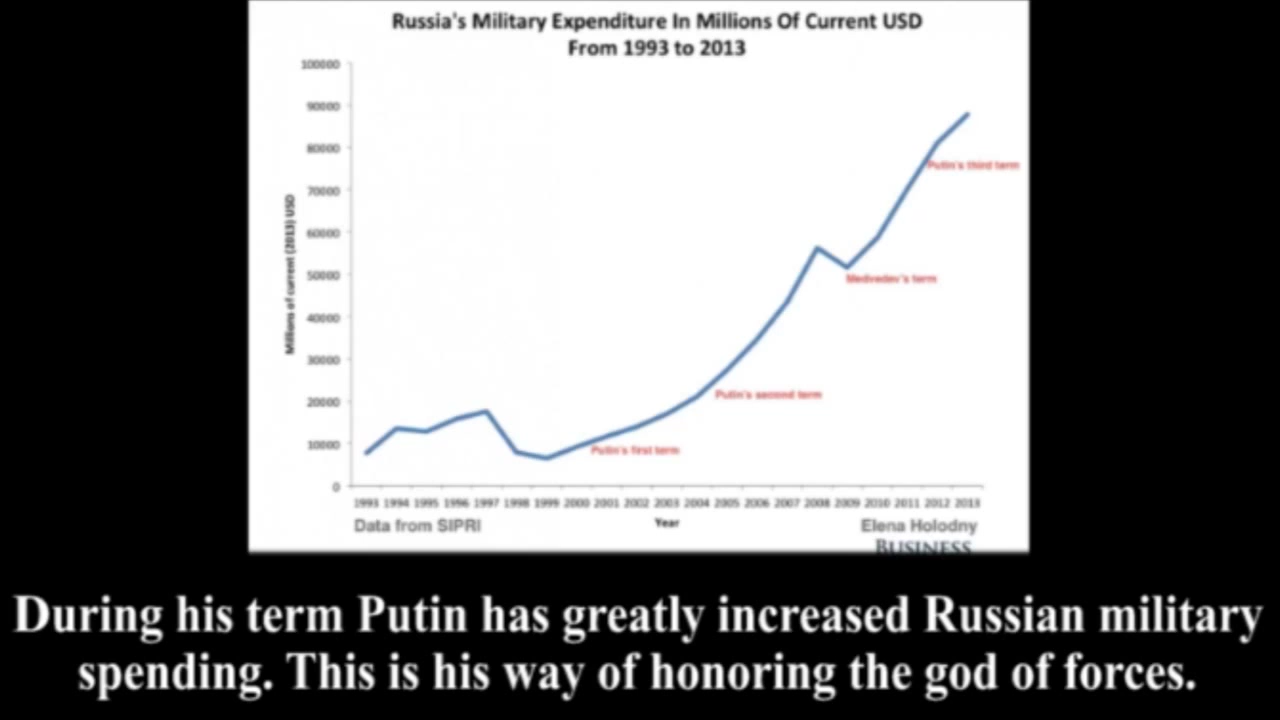 Russia's Military Expenditure In Millions Of Current USD
From 1993 to 2013
100000
90000
80000
70000
60000
50000
40000
30000
20000
10000
0
Millions of current (2013) USD
Putin's third term
Medvedev's term
Putin's second term
Putin's first term
1993 1994 1995 1996 1997 1998 1999 2000 2001 2002 2003 2004 2005 2006 2007 2008 2009 2010 2011 2012 2013
Year
Data from SIPRI
Elena Holodny
BUSINESS
During his term Putin has greatly increased Russian military
spending. This is his way of honoring the god of forces.